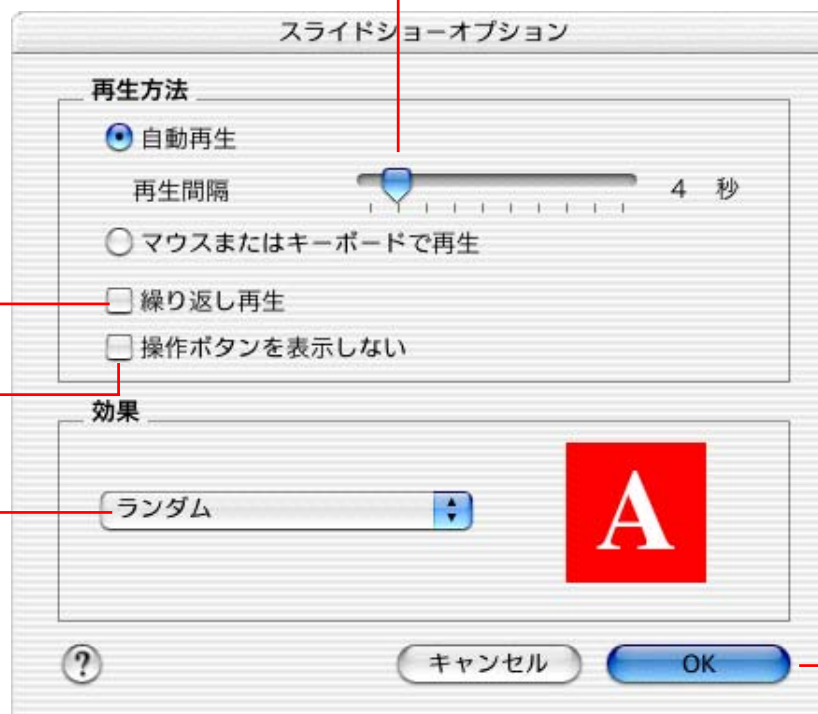 スライドショーオプション
再生方法
自動再生
再生間隔 4 秒
マウスまたはキーボードで再生
繰り返し再生
操作ボタンを表示しない
効果
ランダム
A
? キャンセル OK